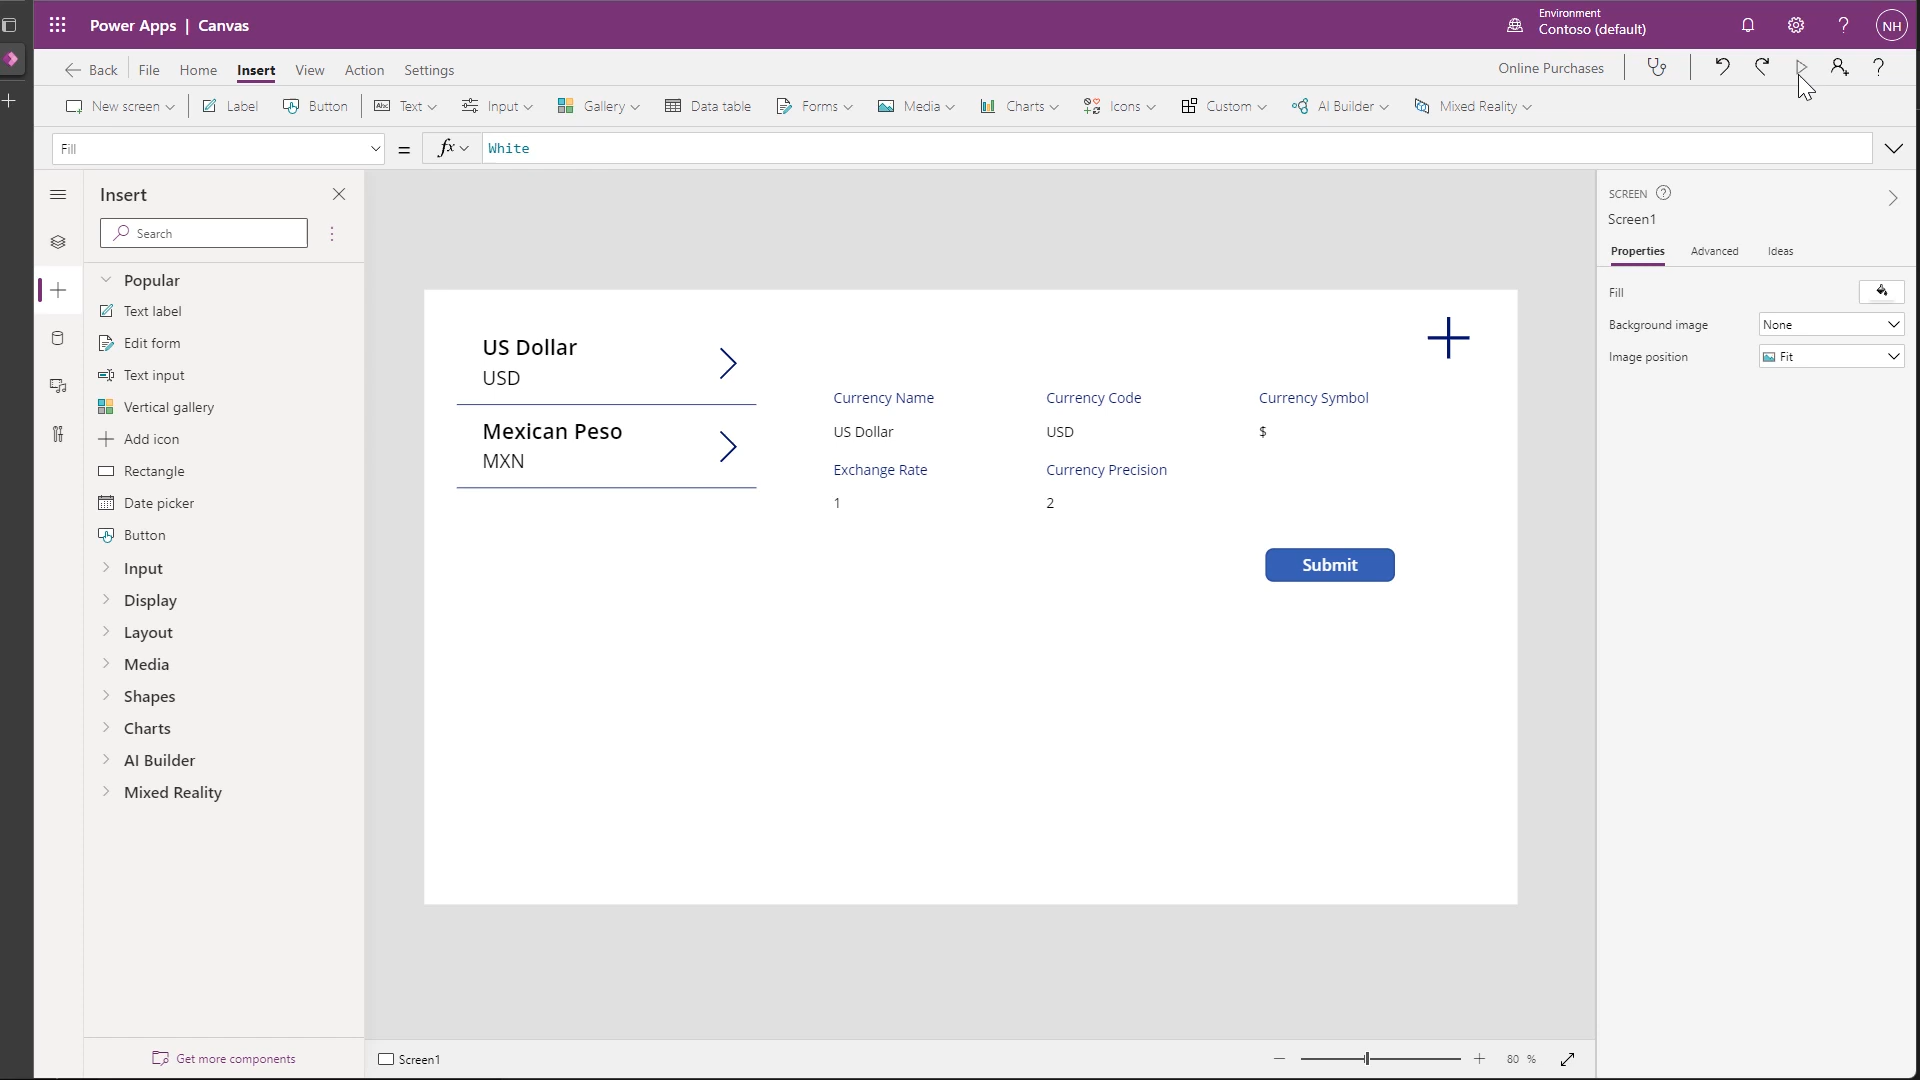 Power Apps | Canvas
Environment
Contoso (default)
NH
Back File Home Insert View Action Settings
Online Purchases
New screen Label Button Text Input Gallery Data table Forms Media Charts Icons Custom AI Builder Mixed Reality
Fill = fx White
Insert
Search
Popular
Text label
Edit form
Text input
Vertical gallery
Add icon
Rectangle
Date picker
Button
Input
Display
Layout
Media
Shapes
Charts
AI Builder
Mixed Reality
Get more components
US Dollar
USD
Mexican Peso
MXN
Currency Name Currency Code Currency Symbol
US Dollar USD $
Exchange Rate Currency Precision
1 2
Submit
Screen1
80 %
SCREEN
Screen1
Properties Advanced Ideas
Fill
Background image None
Image position Fit